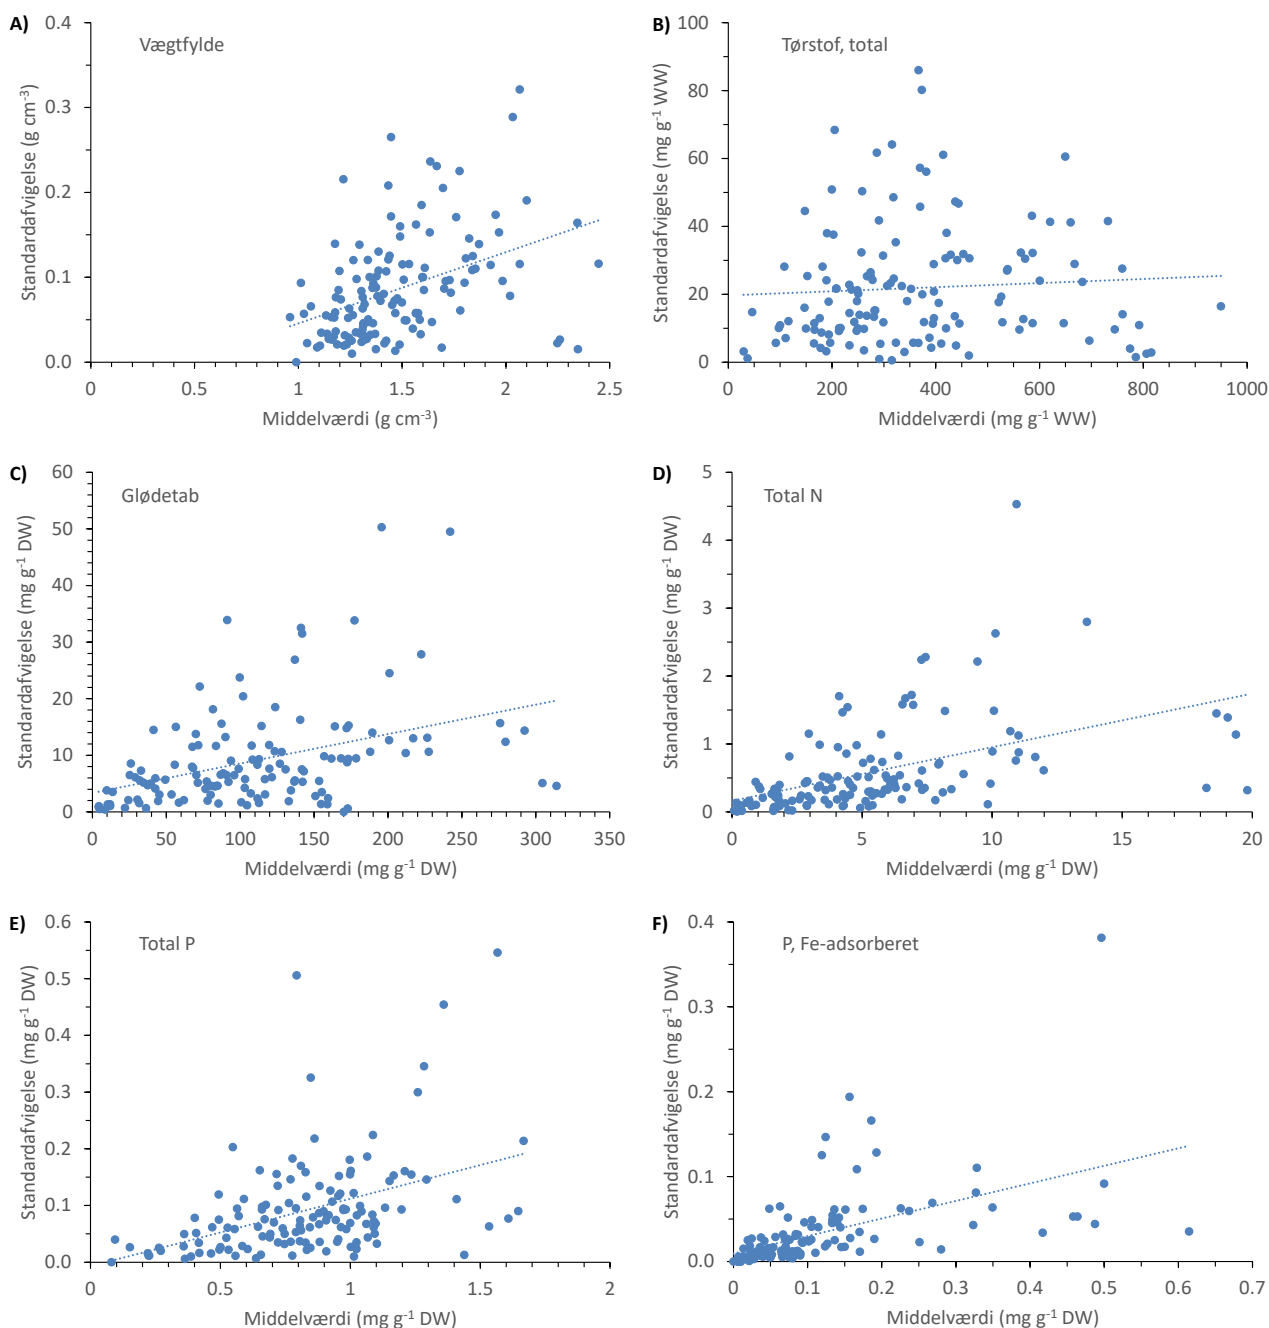 A)
Vægtfylde
Standardafvigelse (g cm⁻³)
0.4
0.3
0.2
0.1
0.0
0 0.5 1 1.5 2 2.5
Middelværdi (g cm⁻³)
B)
Tørstof, total
Standardafvigelse (mg g⁻¹ WW)
100
80
60
40
20
0
0 200 400 600 800 1000
Middelværdi (mg g⁻¹ WW)
C)
Glødetab
Standardafvigelse (mg g⁻¹ DW)
60
50
40
30
20
10
0
0 50 100 150 200 250 300 350
Middelværdi (mg g⁻¹ DW)
D)
Total N
Standardafvigelse (mg g⁻¹ DW)
5
4
3
2
1
0
0 5 10 15 20
Middelværdi (mg g⁻¹ DW)
E)
Total P
Standardafvigelse (mg g⁻¹ DW)
0.6
0.5
0.4
0.3
0.2
0.1
0.0
0 0.5 1 1.5 2
Middelværdi (mg g⁻¹ DW)
F)
P, Fe-adsorberet
Standardafvigelse (mg g⁻¹ DW)
0.4
0.3
0.2
0.1
0.0
0 0.1 0.2 0.3 0.4 0.5 0.6 0.7
Middelværdi (mg g⁻¹ DW)